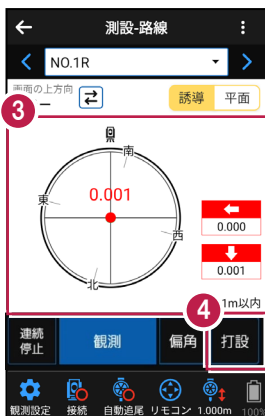 測設-路線
NO.1R
画面の上方向
–
誘導 平面
3
南
東
0.001
西
北
0.000
0.001
1m以内
4
連続
停止
観測
偏角
打設
観測設定 接続 自動追尾 リモコン 1.000m 100%